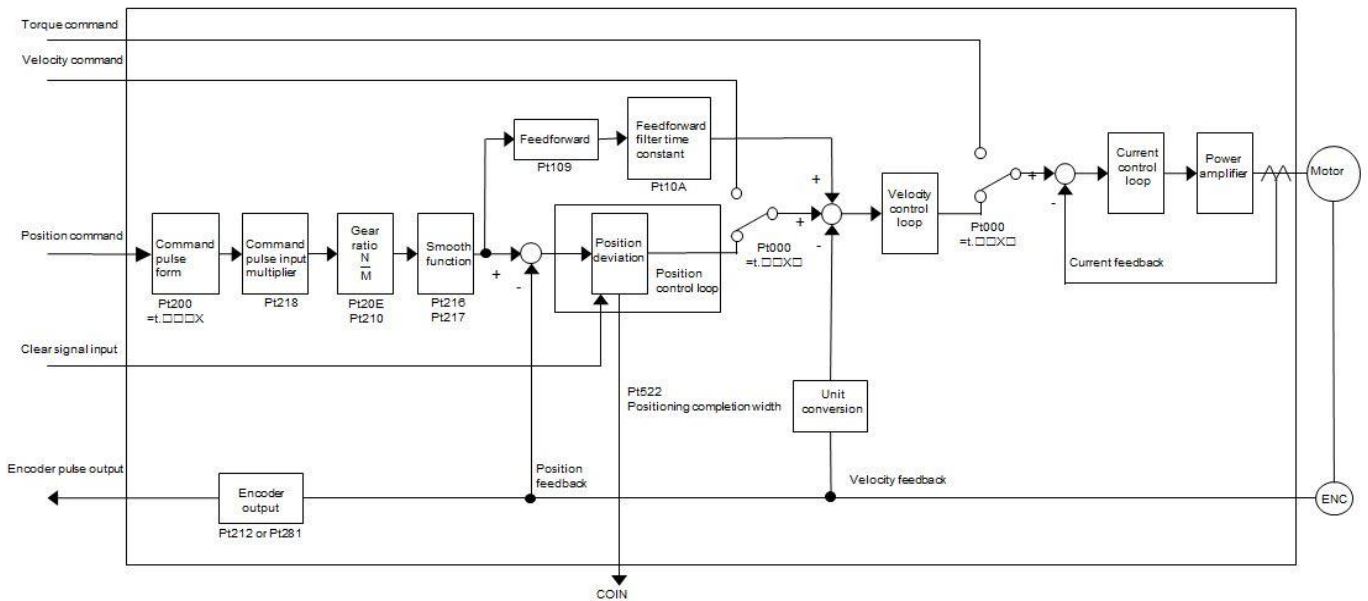 Torque command
Velocity command
Feedforward
Pt109
Feedforward
filter time
constant
Pt10A
Position command
Command
pulse
form
Pt200
=t.□□□X
Command
pulse input
multiplier
Pt218
Gear
ratio
N
M
Pt20E
Pt210
Smooth
function
Pt216
Pt217
+
-
Position
deviation
Position
control loop
Pt000
=t.□□X□
+
+
-
Velocity
control
loop
Pt000
=t.□□X□
+
-
Current
control
loop
Power
amplifier
Motor
Current feedback
Clear signal input
Pt522
Positioning completion width
Unit
conversion
Encoder pulse output
Encoder
output
Pt212 or Pt281
Position
feedback
Velocity feedback
ENC
COIN